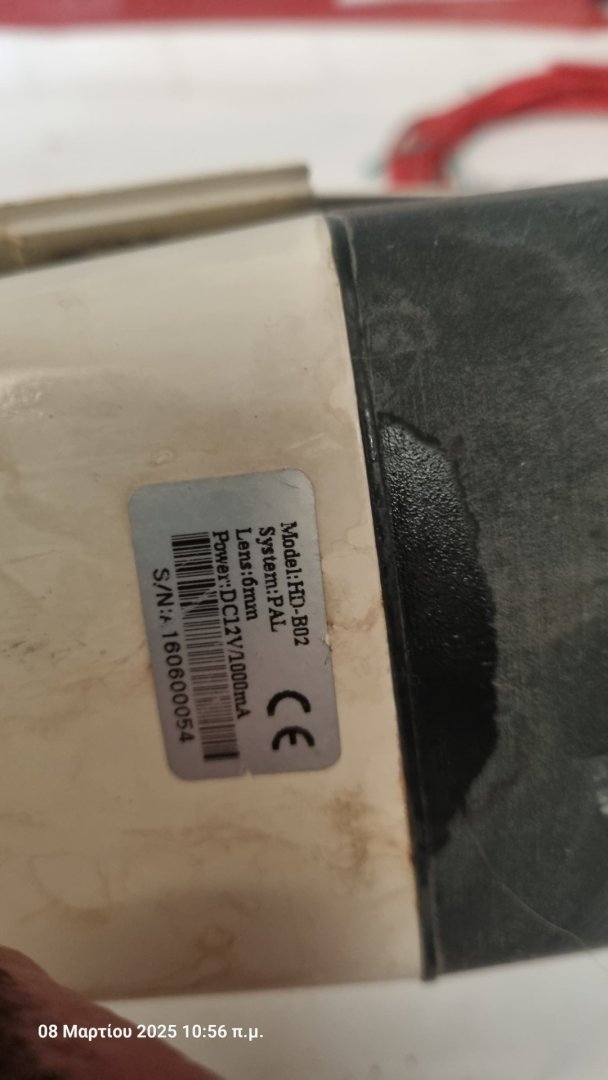 Model:HD-B02
System:PAL
Lens:6mm
Power:DC12V/1000mA
CE
S/N: 160600054
08 Μαρτίου 2025 10:56 π.μ.